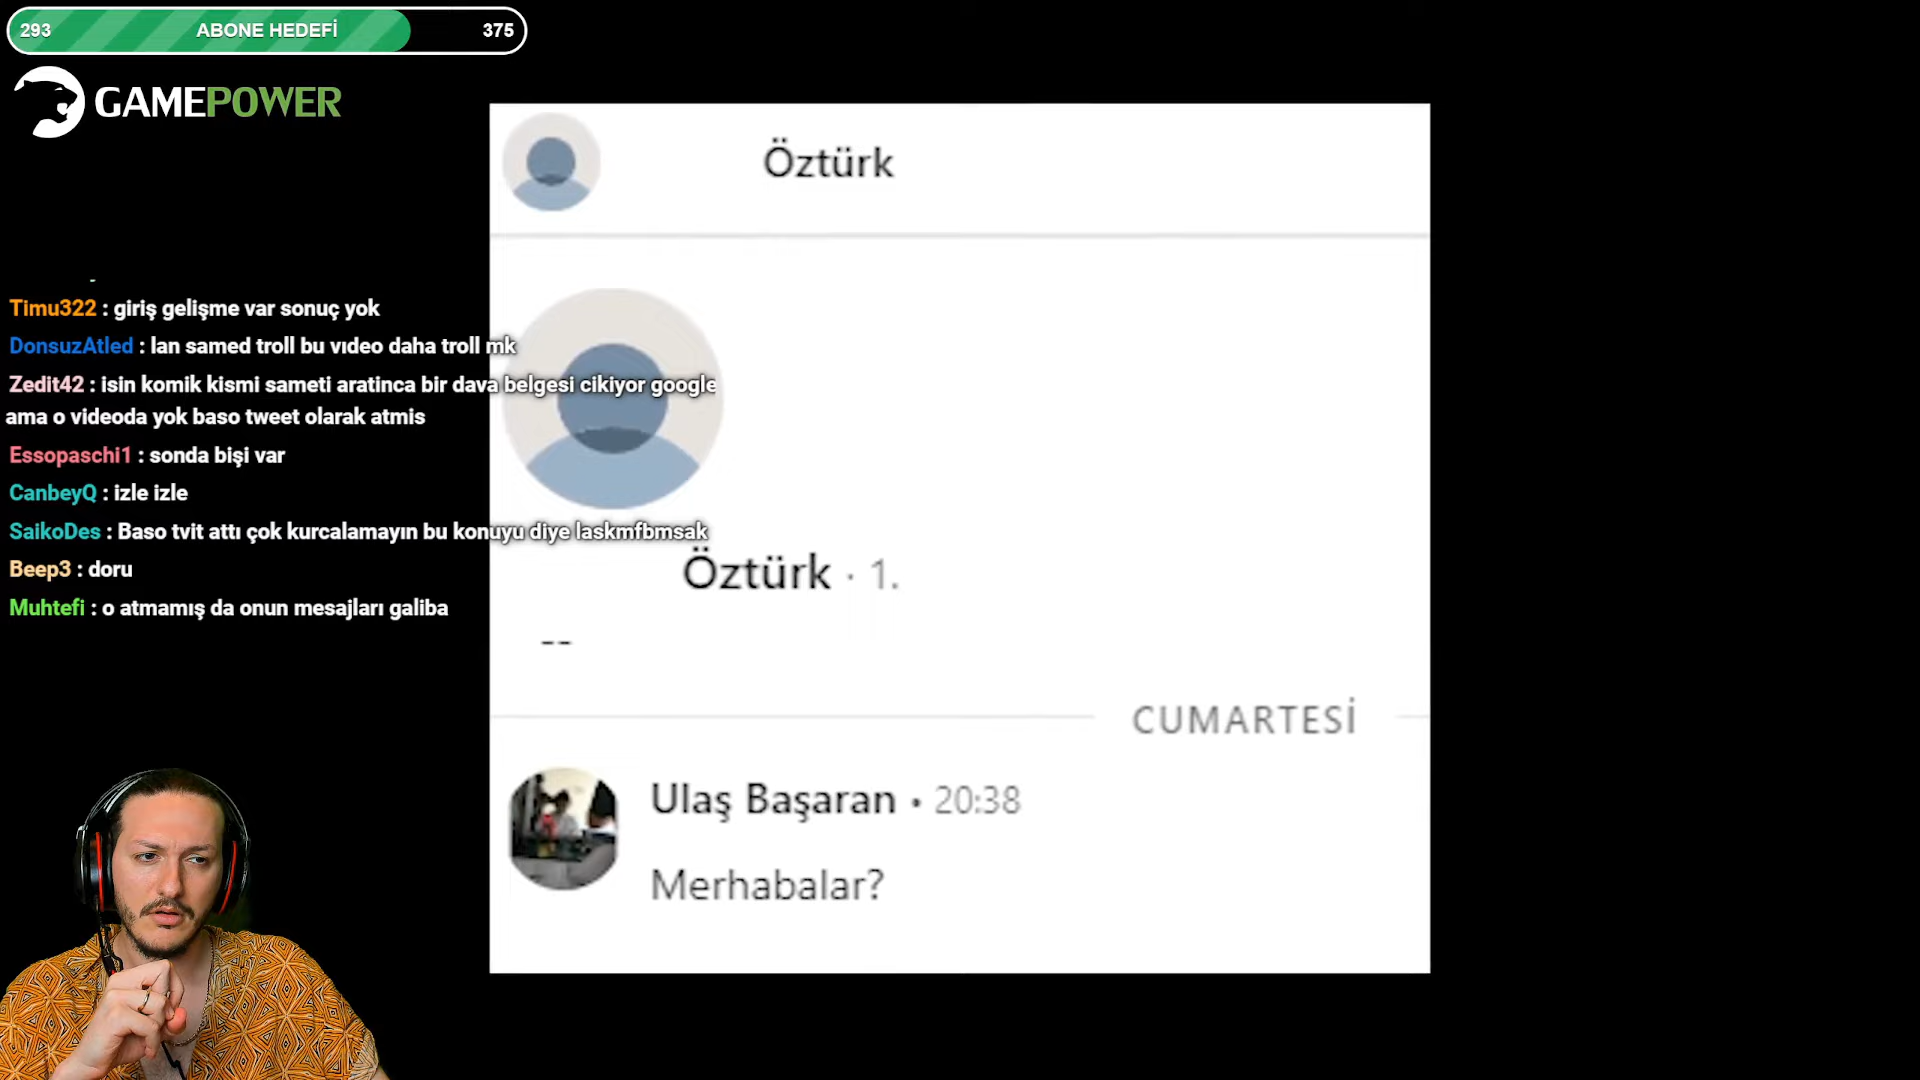 293 ABONE HEDEFİ 375
GAMEPOWER
Öztürk
Timu322 : giriş gelişme var sonuç yok
DonsuzAtled : lan samed troll bu vıdeo daha troll mk
Zedit42 : isin komik kismi sameti aratinca bir dava belgesi cikiyor google
ama o videoda yok baso tweet olarak atmis
Essopaschi1 : sonda bişi var
CanbeyQ : izle izle
SaikoDes : Baso tvit attı çok kurcalamayın bu konuyu diye laskmfbmsak
Beep3 : doru
Muhtefi : o atmamış da onun mesajları galiba
Öztürk · 1.
--
CUMARTESİ
Ulaş Başaran • 20:38
Merhabalar?